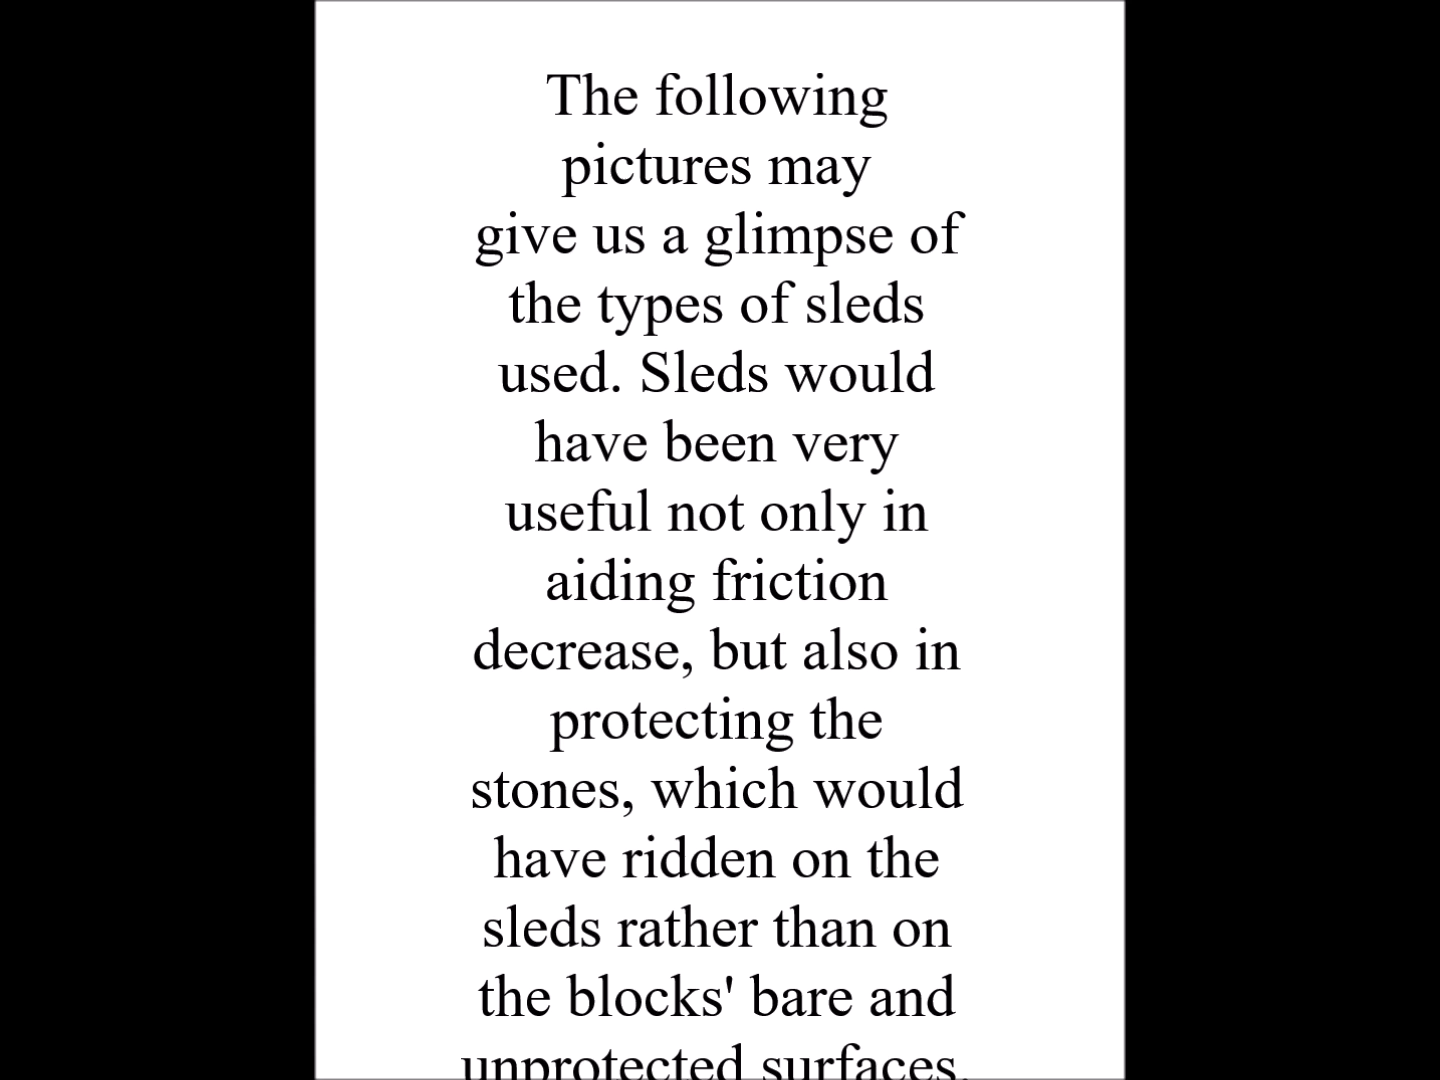 The following
pictures may
give us a glimpse of
the types of sleds
used. Sleds would
have been very
useful not only in
aiding friction
decrease, but also in
protecting the
stones, which would
have ridden on the
sleds rather than on
the blocks' bare and
unprotected surfaces.